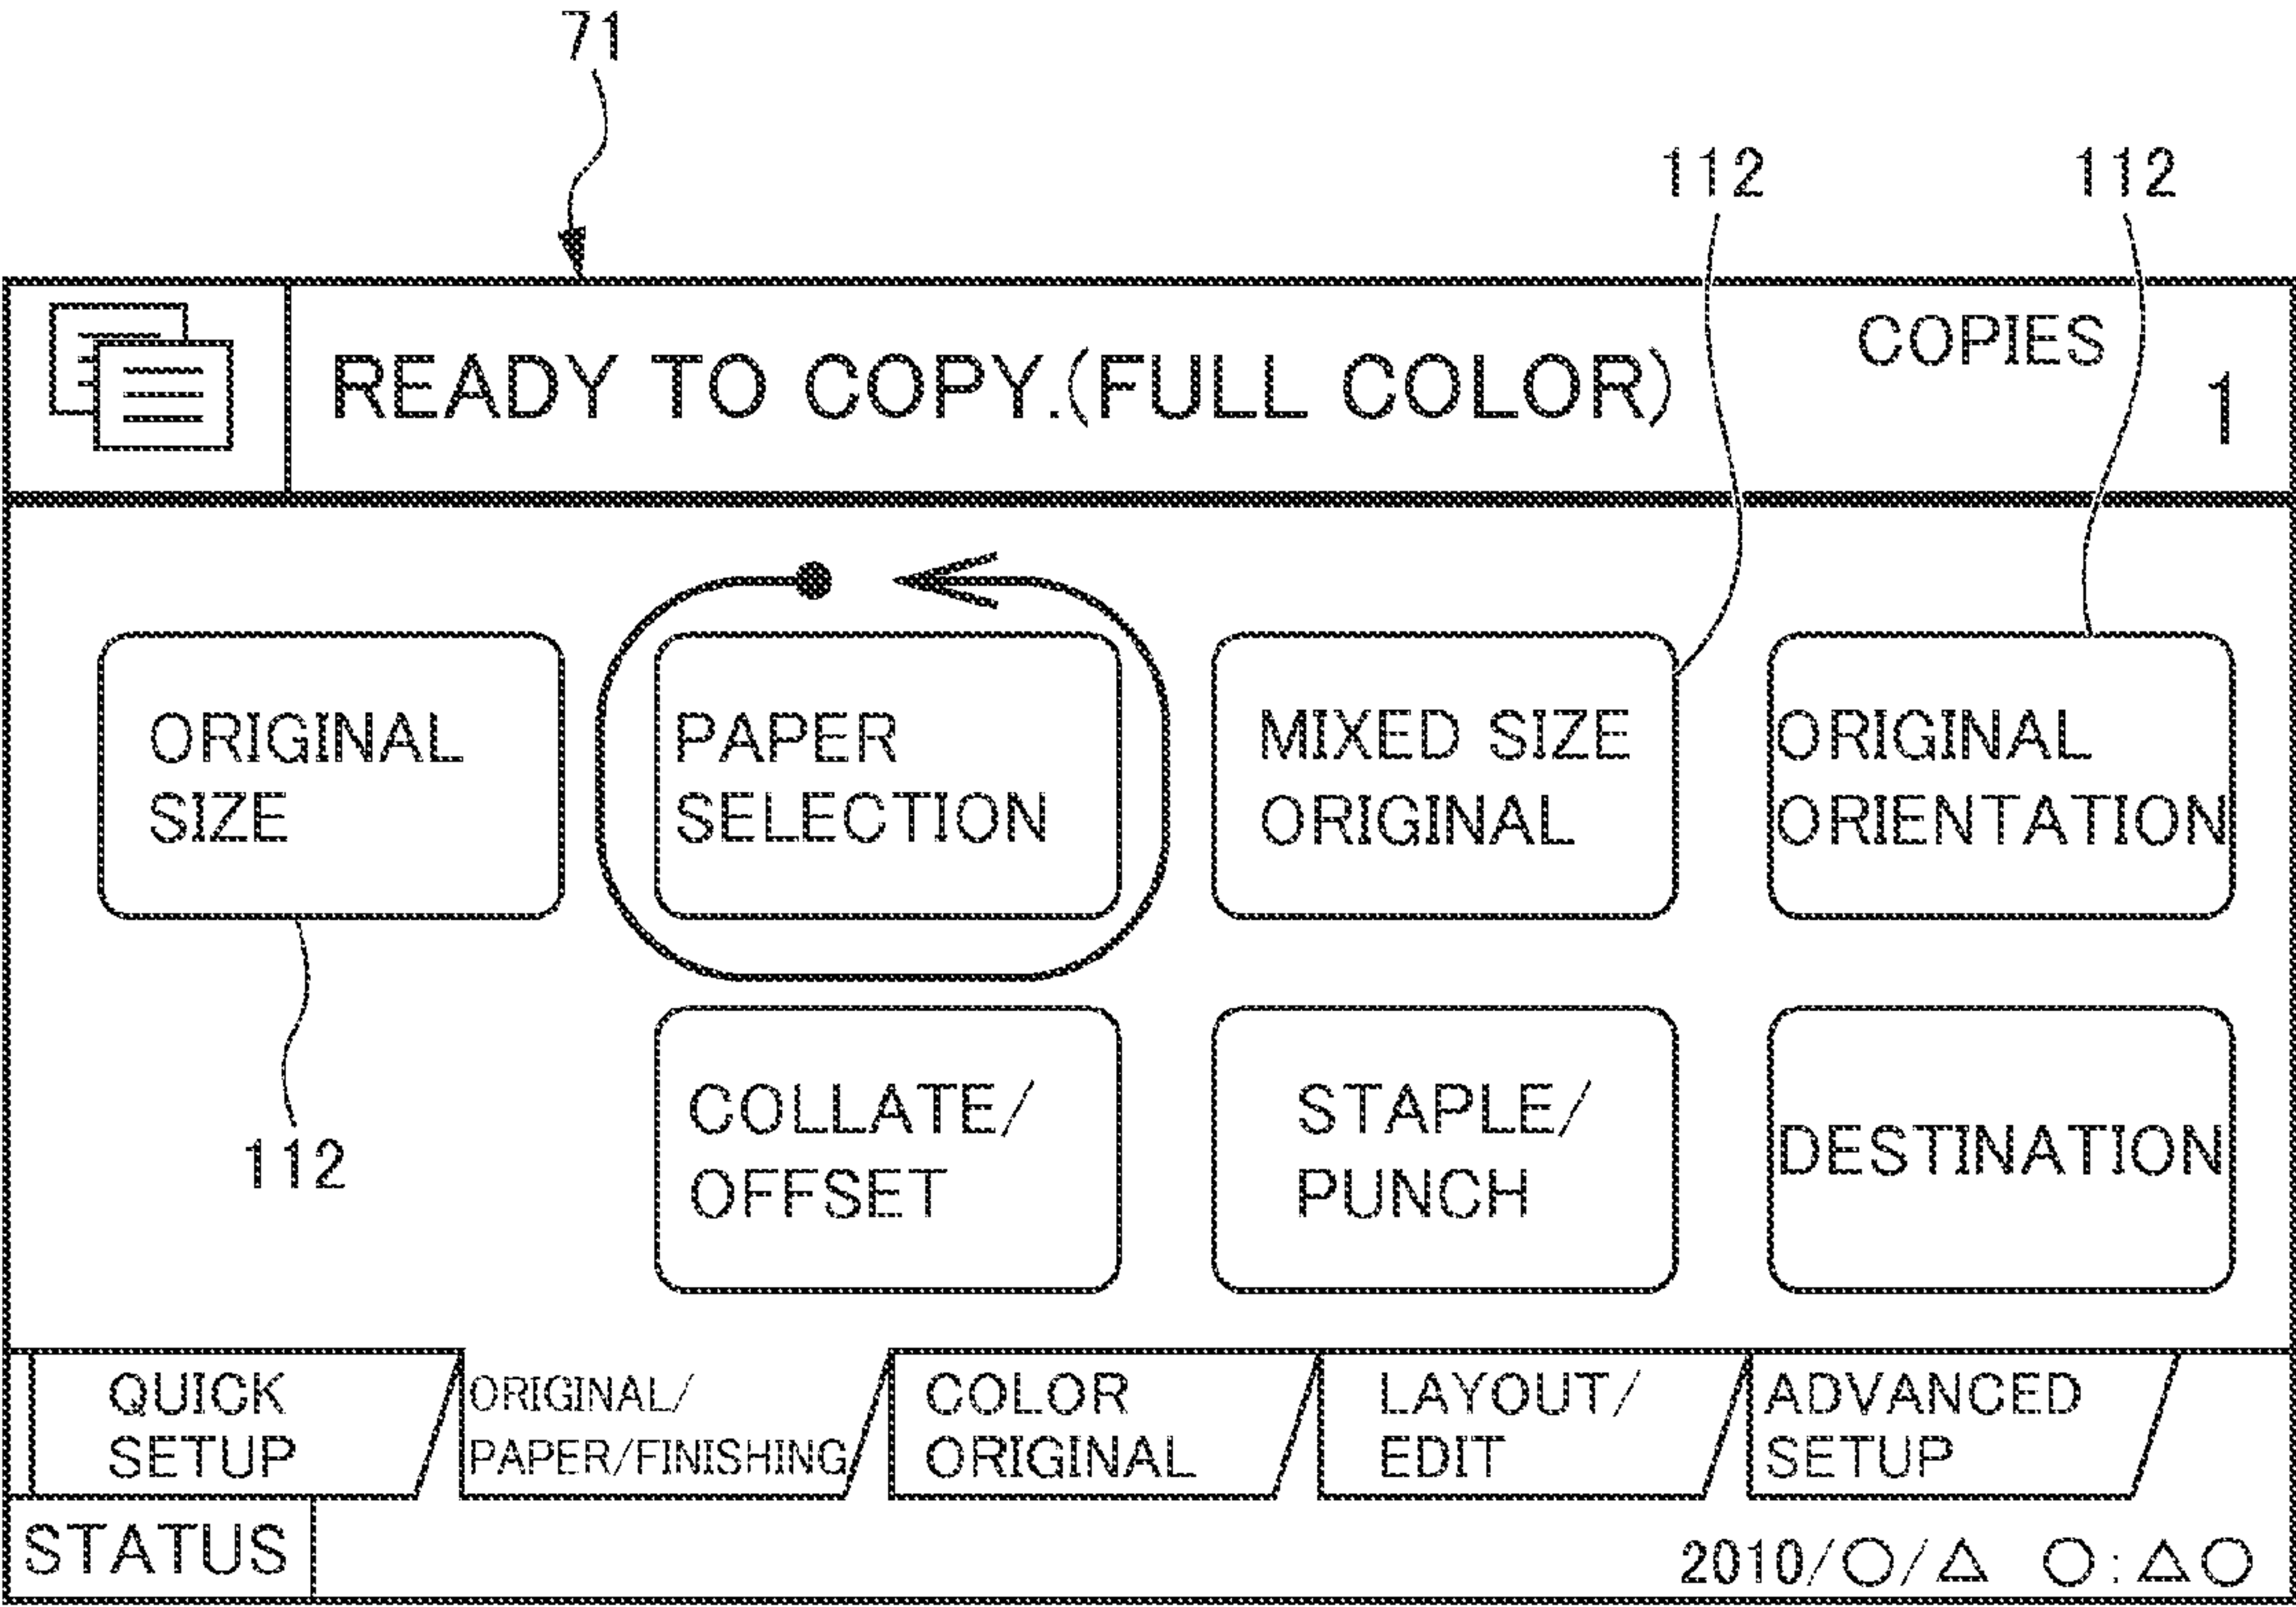 71
112
112
READY TO COPY.(FULL COLOR)
COPIES
1
ORIGINAL
SIZE
PAPER
SELECTION
MIXED SIZE
ORIGINAL
ORIGINAL
ORIENTATION
112
COLLATE/
OFFSET
STAPLE/
PUNCH
DESTINATION
QUICK
SETUP
ORIGINAL/
PAPER/FINISHING
COLOR
ORIGINAL
LAYOUT/
EDIT
ADVANCED
SETUP
STATUS
2010/○/△ ○:△○